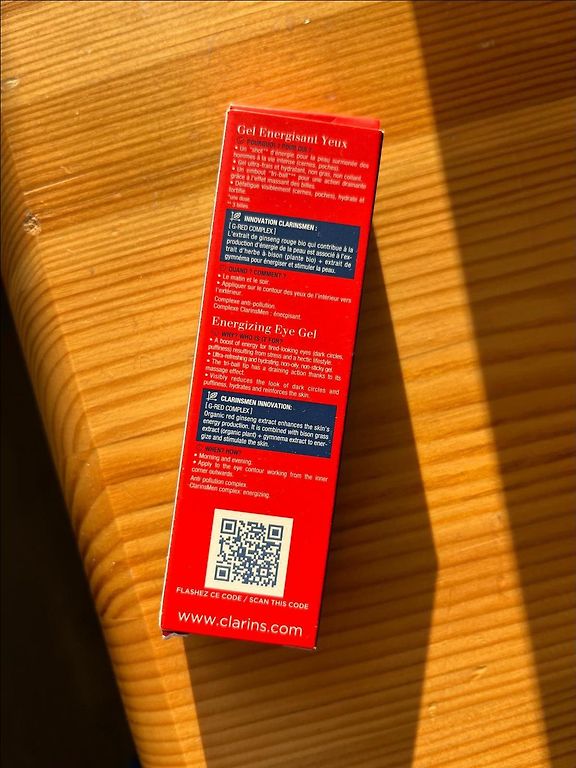 Gel Energisant Yeux
POURQUOI ? POUR QUI ?
• Un "shot"* d'énergie pour la peau surmenée des
hommes à la vie intense (cernes, poches).
• Gel ultra-frais et hydratant, non gras, non collant.
• Un embout "tri-ball"** pour une action drainante
grâce à l'effet massant des billes.
• Défatigue visiblement (cernes, poches), hydrate et
fortifie.
*une dose.
** 3 billes.
INNOVATION CLARINSMEN :
[G-RED COMPLEX]
L'extrait de ginseng rouge bio qui contribue à la
production d'énergie de la peau est associé à l'ex-
trait d'herbe à bison (plante bio) + extrait de
gymnéma pour énergiser et stimuler la peau.
QUAND ? COMMENT ?
• Le matin et le soir.
• Appliquer sur le contour des yeux de l'intérieur vers
l'extérieur.
Complexe anti-pollution.
Complexe ClarinsMen : énergisant.
Energizing Eye Gel
WHY? WHO IS IT FOR?
• A boost of energy for tired-looking eyes (dark circles,
puffiness) resulting from stress and a hectic lifestyle.
• Ultra-refreshing and hydrating, non-oily, non-sticky gel.
• The tri-ball tip has a draining action thanks to its
massage effect.
• Visibly reduces the look of dark circles and
puffiness, hydrates and reinforces the skin.
CLARINSMEN INNOVATION:
[G-RED COMPLEX]
Organic red ginseng extract enhances the skin's
energy production. It is combined with bison grass
extract (organic plant) + gymnema extract to ener-
gize and stimulate the skin.
WHEN? HOW?
• Morning and evening.
• Apply to the eye contour working from the inner
corner outwards.
Anti-pollution complex.
ClarinsMen complex: energizing.
FLASHEZ CE CODE / SCAN THIS CODE
www.clarins.com